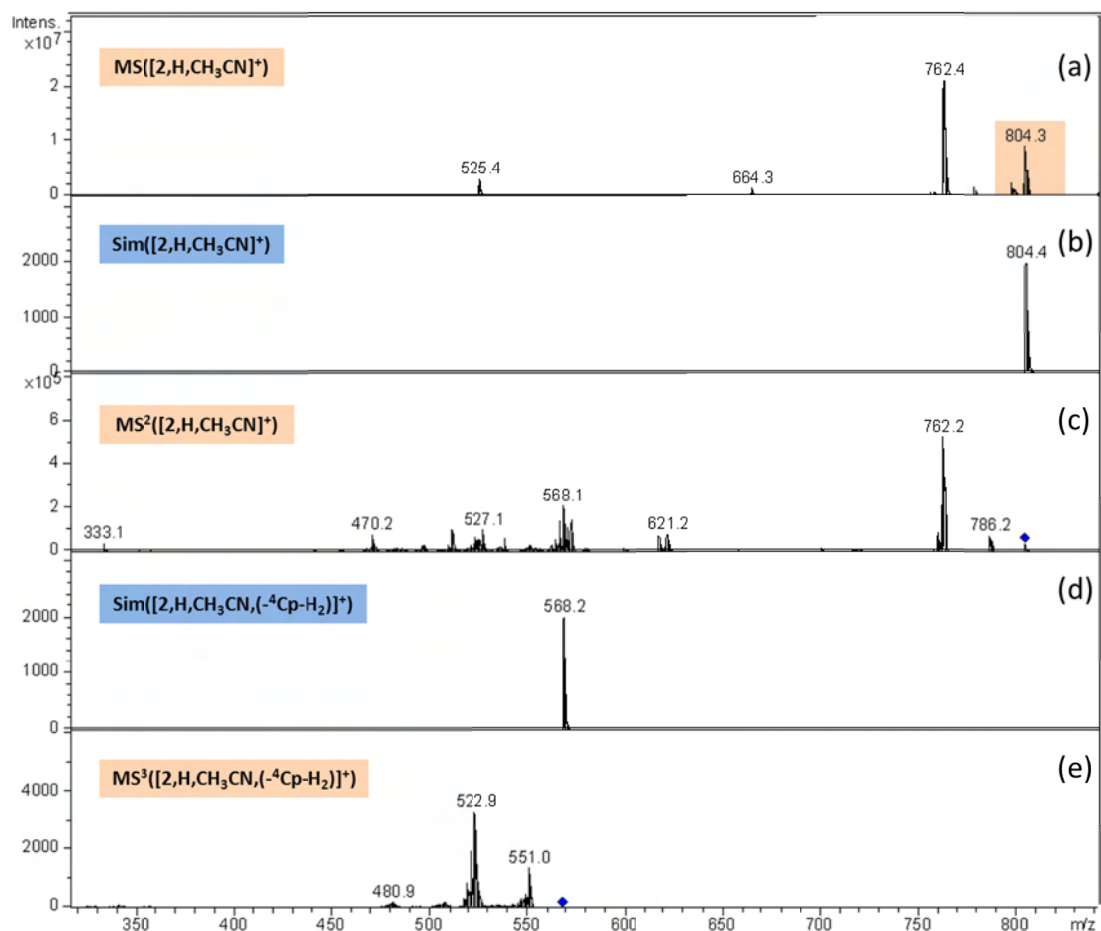 Intens.
×10⁷
MS([2,H,CH₃CN]⁺)
(a)
762.4
804.3
525.4
664.3
2
1
0
Sim([2,H,CH₃CN]⁺)
(b)
804.4
2000
1000
0
×10⁵
MS²([2,H,CH₃CN]⁺)
(c)
762.2
568.1
333.1
470.2
527.1
621.2
786.2
6
4
2
0
Sim([2,H,CH₃CN,(-⁴Cp-H₂)]⁺)
(d)
568.2
2000
1000
0
MS³([2,H,CH₃CN,(-⁴Cp-H₂)]⁺)
(e)
522.9
551.0
480.9
4000
2000
0
350 400 450 500 550 600 650 700 750 800 m/z